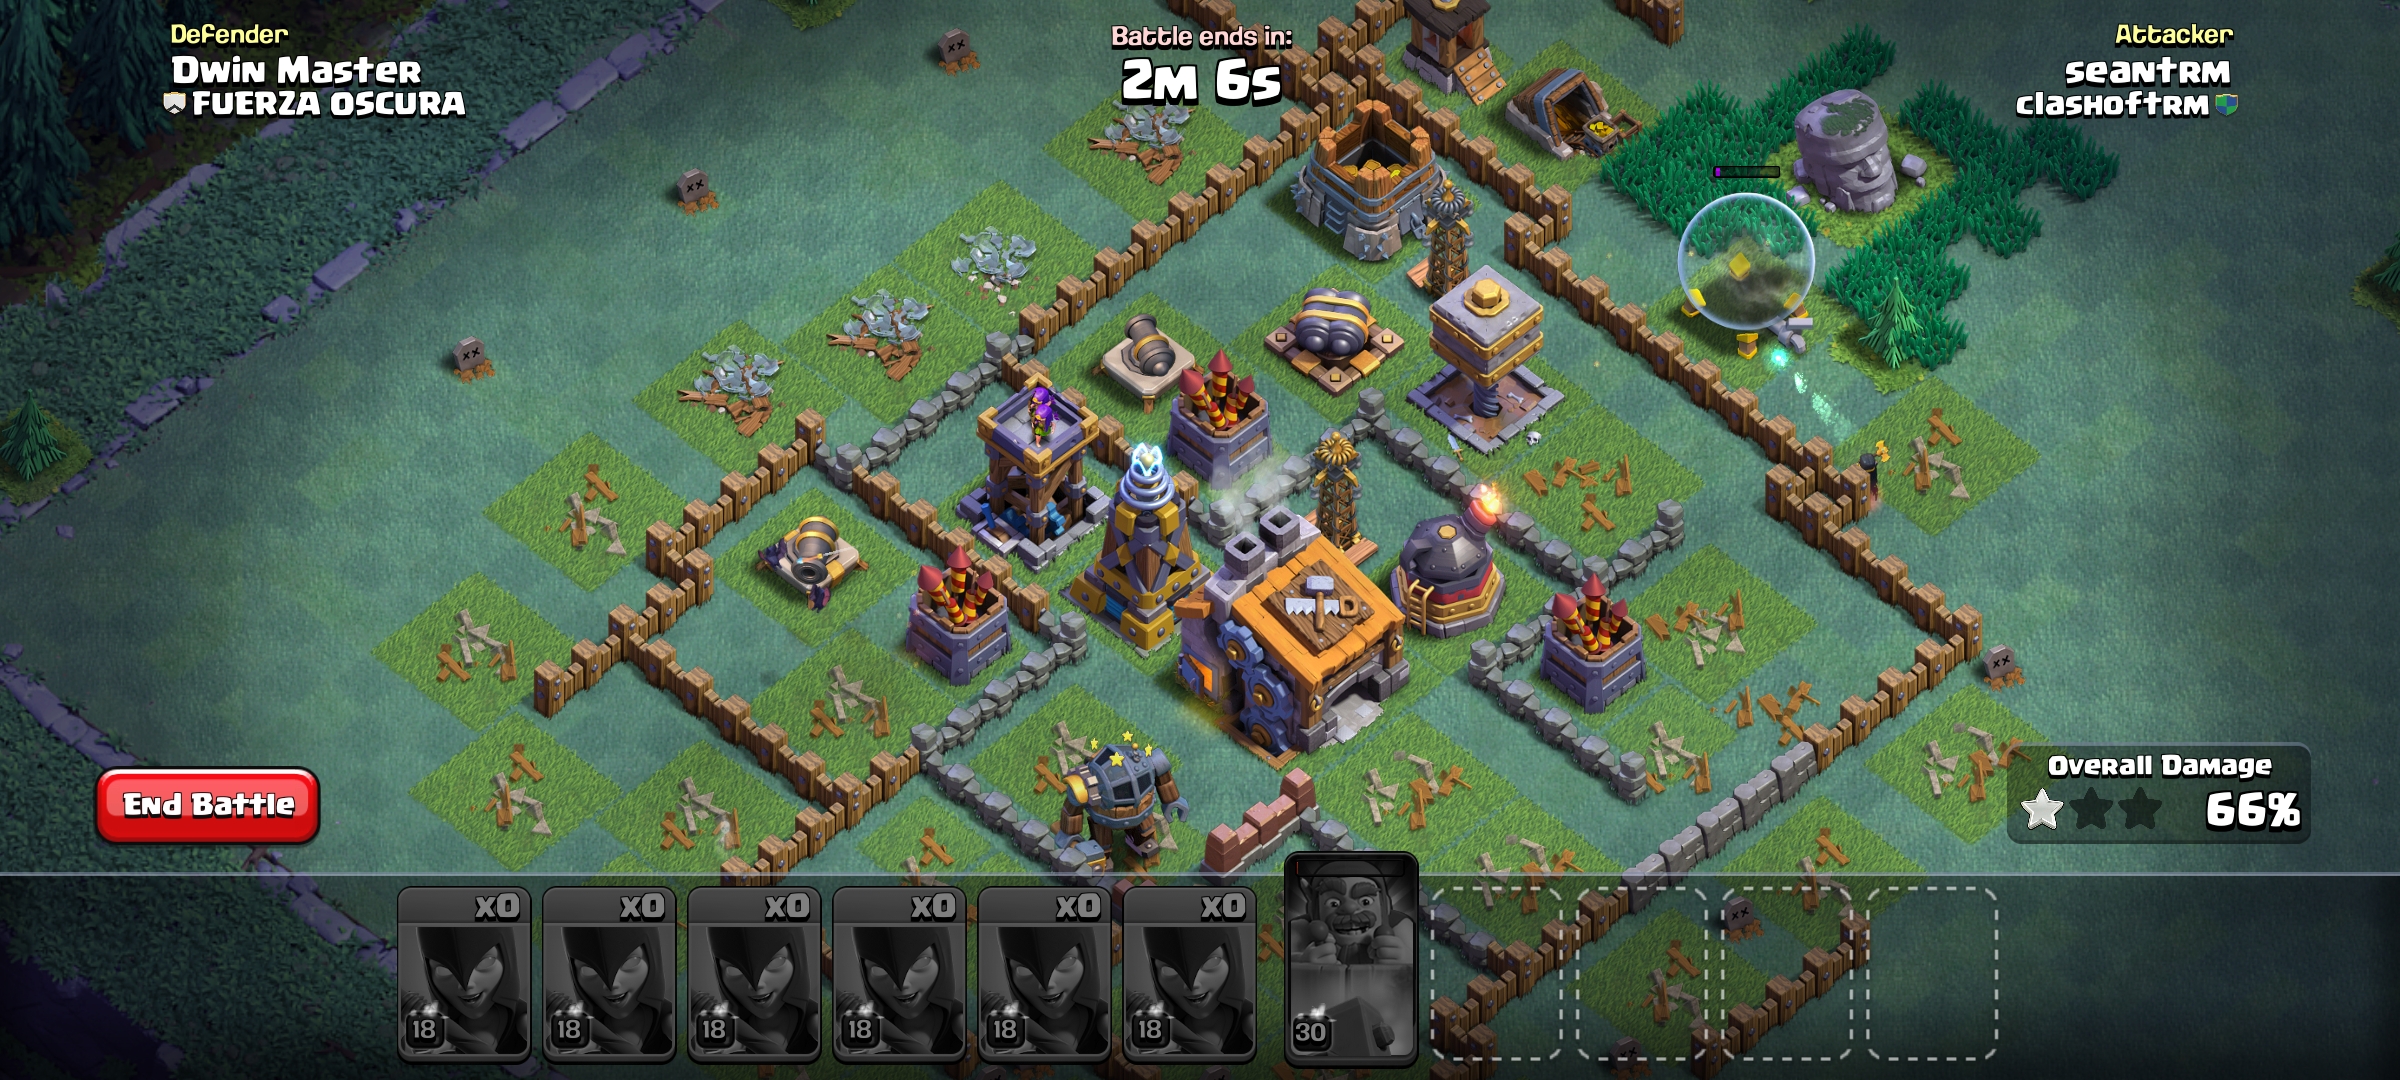 Defender
Dwin Master
FUERZA OSCURA
Battle ends in:
2M 6s
Attacker
seantrm
clashoftrm
End Battle
Overall Damage
66%
x0
x0
x0
x0
x0
x0
18
18
18
18
18
18
30